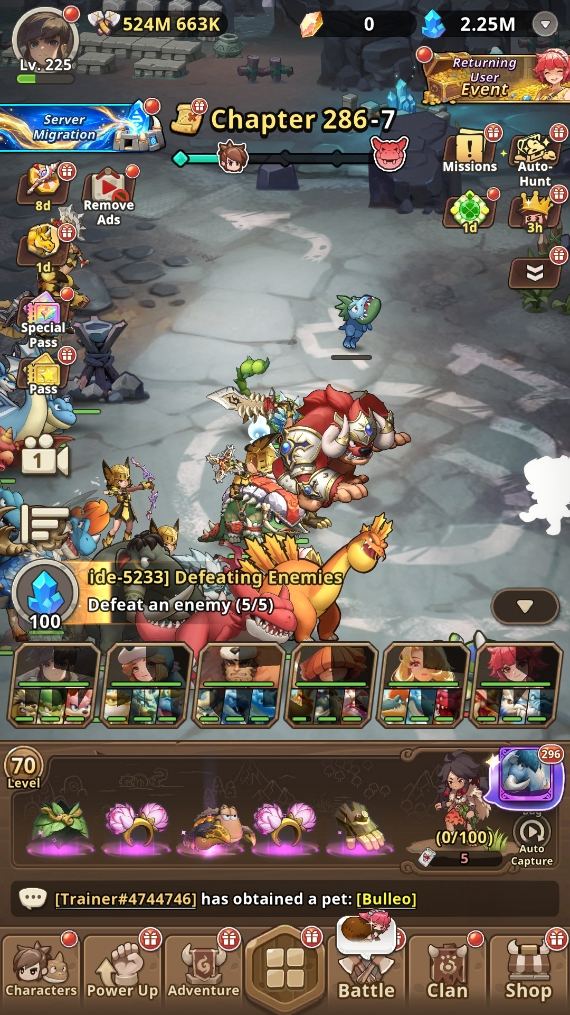 524M 663K
0
2.25M
Lv. 225
Returning
User
Event
Server
Migration
Chapter 286-7
Missions
Auto-
Hunt
8d
Remove
Ads
1d
3h
1d
Special
Pass
Pass
1
ide-5233] Defeating Enemies
Defeat an enemy (5/5)
100
70
Level
296
(0/100)
5
Auto
Capture
[Trainer#4744746] has obtained a pet: [Bulleo]
Characters
Power Up
Adventure
Battle
Clan
Shop